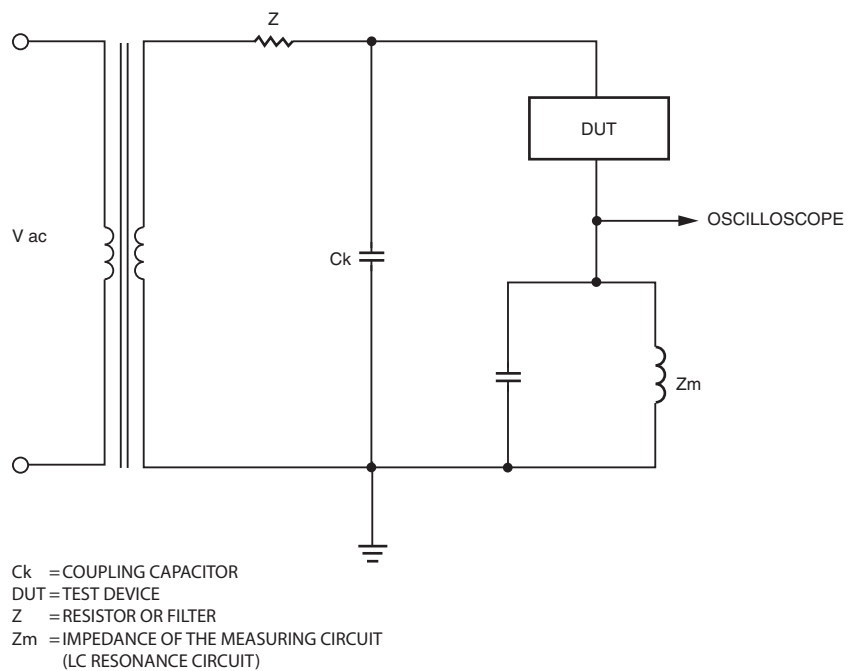 Z
DUT
V ac
OSCILLOSCOPE
Ck
Zm
Ck = COUPLING CAPACITOR
DUT = TEST DEVICE
Z = RESISTOR OR FILTER
Zm = IMPEDANCE OF THE MEASURING CIRCUIT
(LC RESONANCE CIRCUIT)